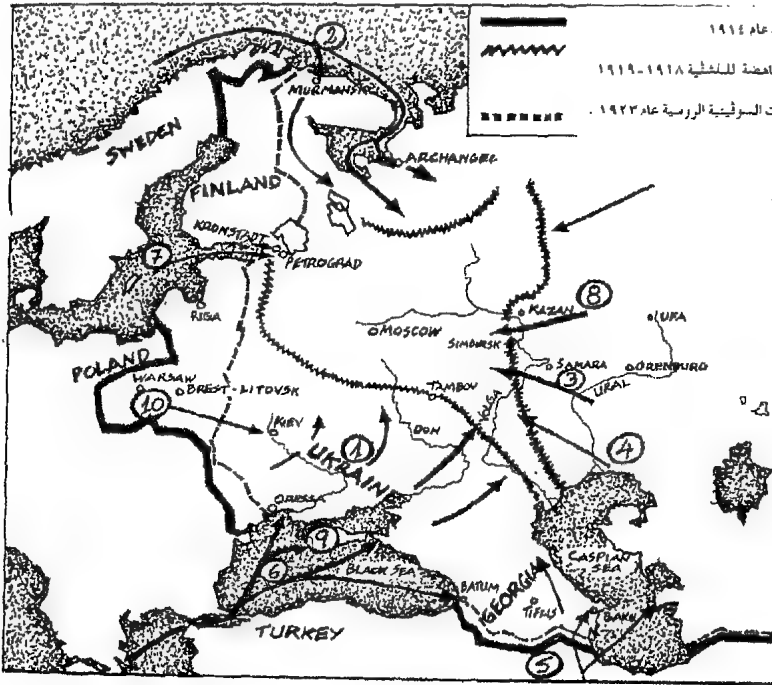 عام ١٩١٤
اهضة للبلشفية ١٩١٨-١٩١٩
ت السوڤيتية الروسية عام ١٩٢٣ .
2
MURMANSK
SWEDEN
ARCHANGEL
FINLAND
KRONSTADT
7
PETROGRAD
8
RIGA
KAZAN
UFA
MOSCOW
SIMBIRSK
POLAND
SAMARA
ORENBURG
WARSAW
3
URAL
BREST-LITOVSK
TAMBOV
10
VOLGA
KIEV
DON
1
4
UKRAINE
ODESSA
9
CASPIAN
SEA
6
BLACK SEA
BATUM
GEORGIA
TIFLIS
BAKU
TURKEY
5